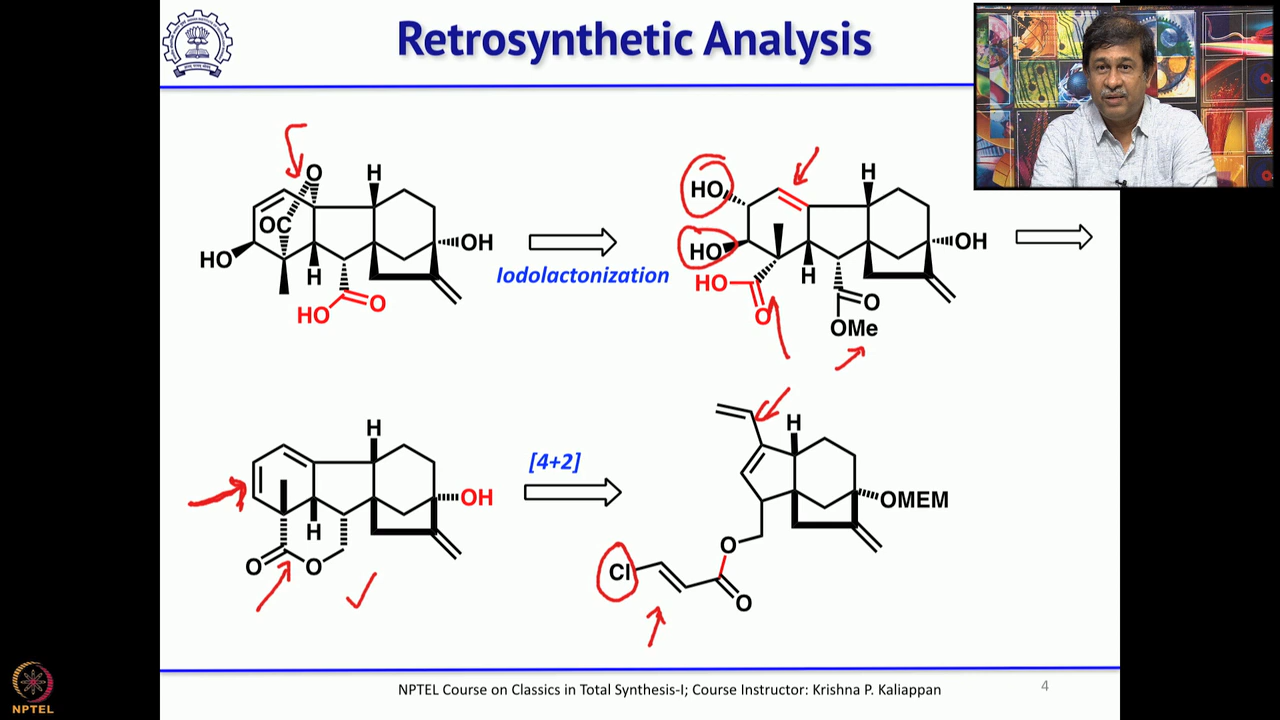 Retrosynthetic Analysis
O
H
OC
HO
OH
H
HO
O
Iodolactonization
HO
H
HO
OH
HO
H
O
O
OMe
H
OH
H
O
O
[4+2]
H
OMEM
O
Cl
O
NPTEL Course on Classics in Total Synthesis-I; Course Instructor: Krishna P. Kaliappan
4
NPTEL